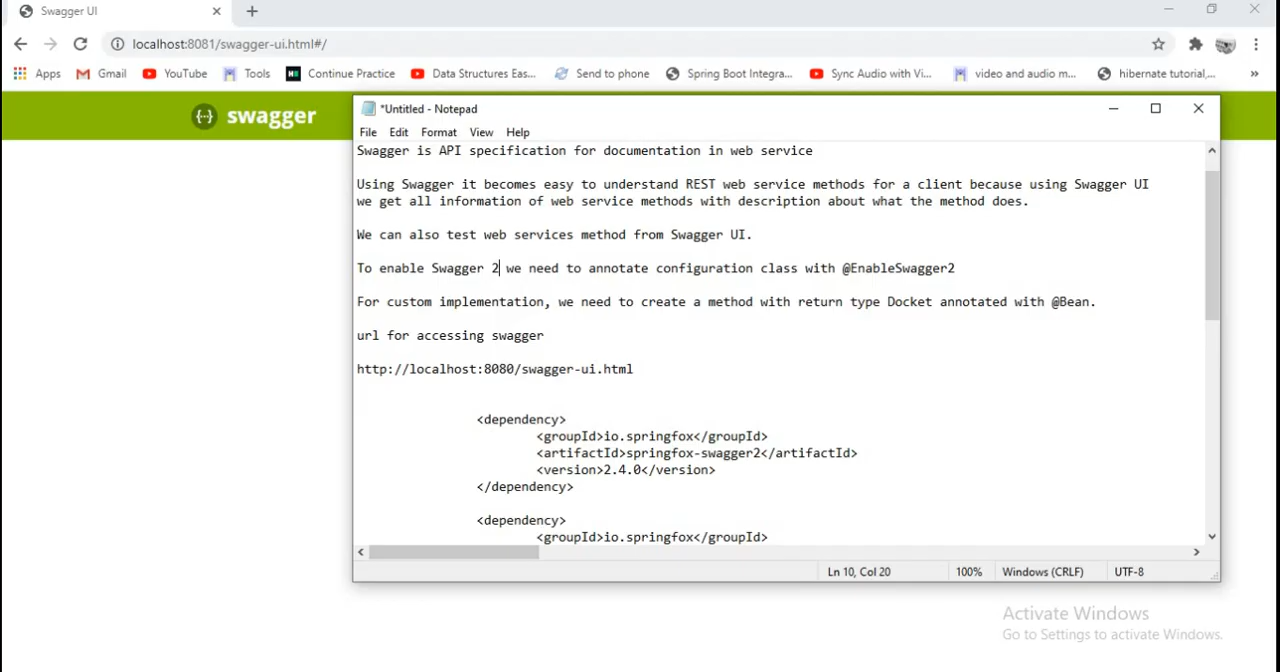 Swagger UI
localhost:8081/swagger-ui.html#/
Apps Gmail YouTube Tools Continue Practice Data Structures Eas... Send to phone Spring Boot Integra... Sync Audio with Vi... video and audio m... hibernate tutorial,... »
swagger
*Untitled - Notepad
File Edit Format View Help
Swagger is API specification for documentation in web service
Using Swagger it becomes easy to understand REST web service methods for a client because using Swagger UI
we get all information of web service methods with description about what the method does.
We can also test web services method from Swagger UI.
To enable Swagger 2 we need to annotate configuration class with @EnableSwagger2
For custom implementation, we need to create a method with return type Docket annotated with @Bean.
url for accessing swagger
http://localhost:8080/swagger-ui.html
<dependency>
<groupId>io.springfox</groupId>
<artifactId>springfox-swagger2</artifactId>
<version>2.4.0</version>
</dependency>
<dependency>
<groupId>io.springfox</groupId>
Ln 10, Col 20 100% Windows (CRLF) UTF-8
Activate Windows
Go to Settings to activate Windows.